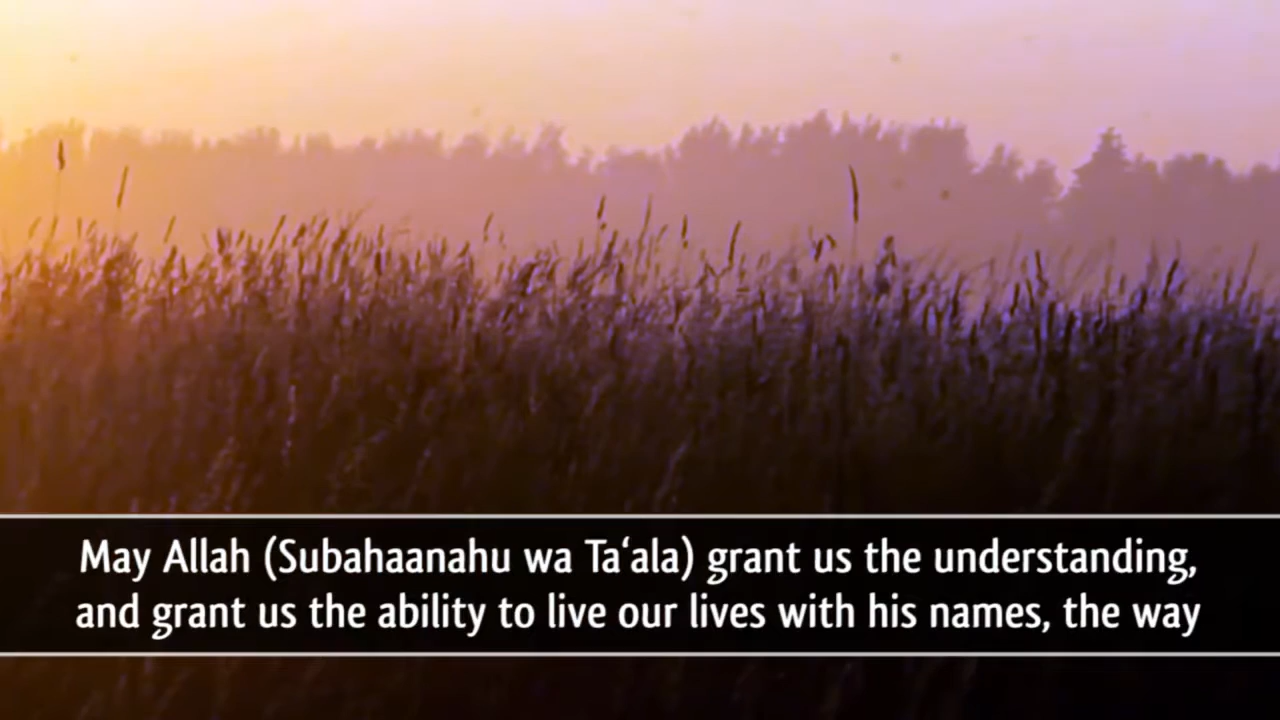 May Allah (Subahaanahu wa Ta‘ala) grant us the understanding,
and grant us the ability to live our lives with his names, the way